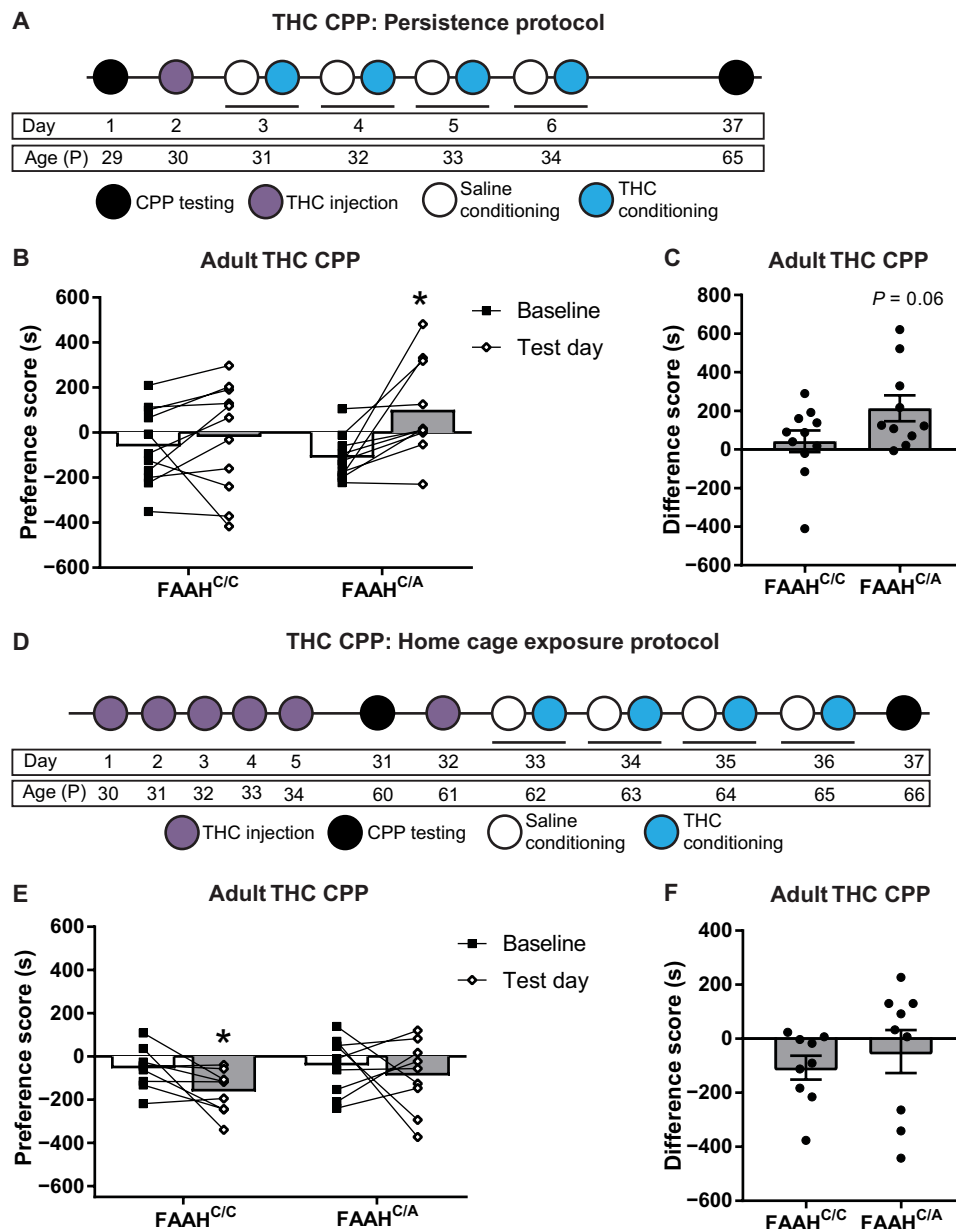 A THC CPP: Persistence protocol
Day 1 2 3 4 5 6 37
Age (P) 29 30 31 32 33 34 65
CPP testing
THC injection
Saline
conditioning
THC
conditioning
B Adult THC CPP
Preference score (s)
600
400
200
0
−200
−400
−600
*
Baseline
Test day
FAAH^C/C
FAAH^C/A
C Adult THC CPP
P = 0.06
Difference score (s)
800
600
400
200
0
−200
−400
−600
FAAH^C/C
FAAH^C/A
D THC CPP: Home cage exposure protocol
Day 1 2 3 4 5 31 32 33 34 35 36 37
Age (P) 30 31 32 33 34 60 61 62 63 64 65 66
THC injection
CPP testing
Saline
conditioning
THC
conditioning
E Adult THC CPP
Preference score (s)
600
400
200
0
−200
−400
−600
*
Baseline
Test day
FAAH^C/C
FAAH^C/A
F Adult THC CPP
Difference score (s)
400
200
0
−200
−400
−600
FAAH^C/C
FAAH^C/A